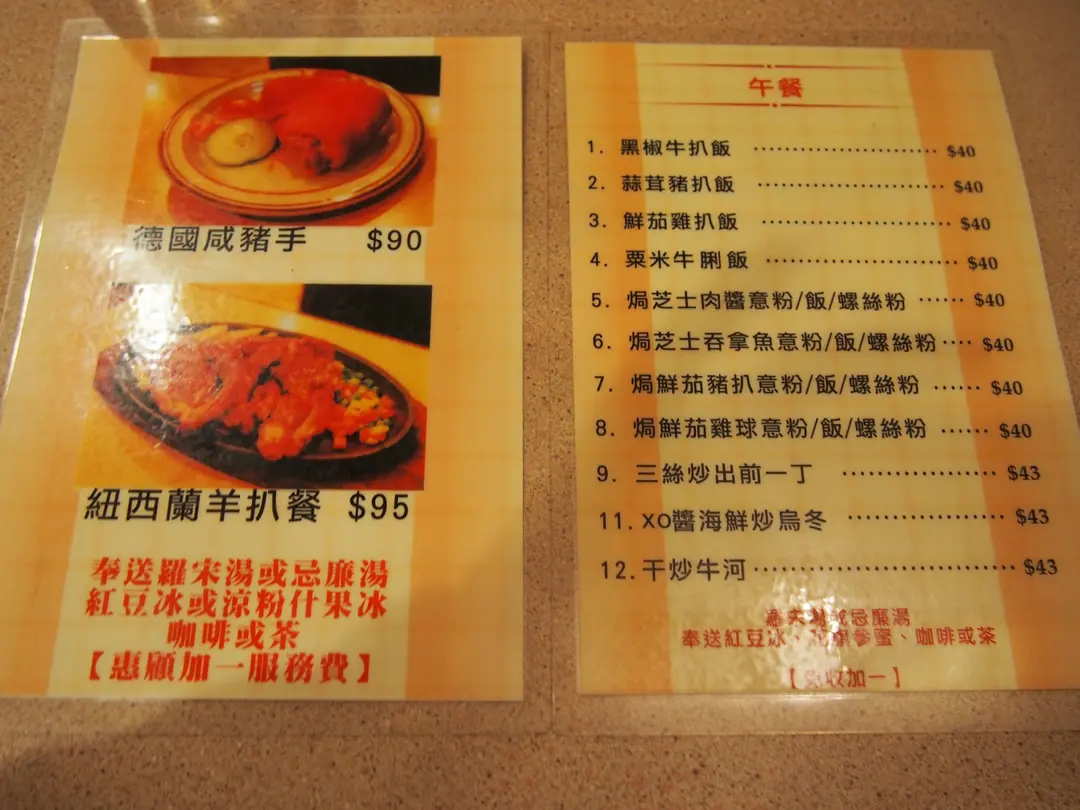 德國咸豬手 $90
紐西蘭羊扒餐 $95
奉送羅宋湯或忌廉湯
紅豆冰或涼粉什果冰
咖啡或茶
【惠顧加一服務費】
午餐
1. 黑椒牛扒飯 ························ $40
2. 蒜茸豬扒飯 ························ $40
3. 鮮茄雞扒飯 ························ $40
4. 粟米牛脷飯 ························ $40
5. 焗芝士肉醬意粉/飯/螺絲粉 ······ $40
6. 焗芝士吞拿魚意粉/飯/螺絲粉 ···· $40
7. 焗鮮茄豬扒意粉/飯/螺絲粉 ······ $40
8. 焗鮮茄雞球意粉/飯/螺絲粉 ······ $40
9. 三絲炒出前一丁 ···················· $43
11. XO醬海鮮炒烏冬 ···················· $43
12. 干炒牛河 ································ $43
湯或忌廉湯
奉送紅豆冰、參蜜、咖啡或茶
【收加一】